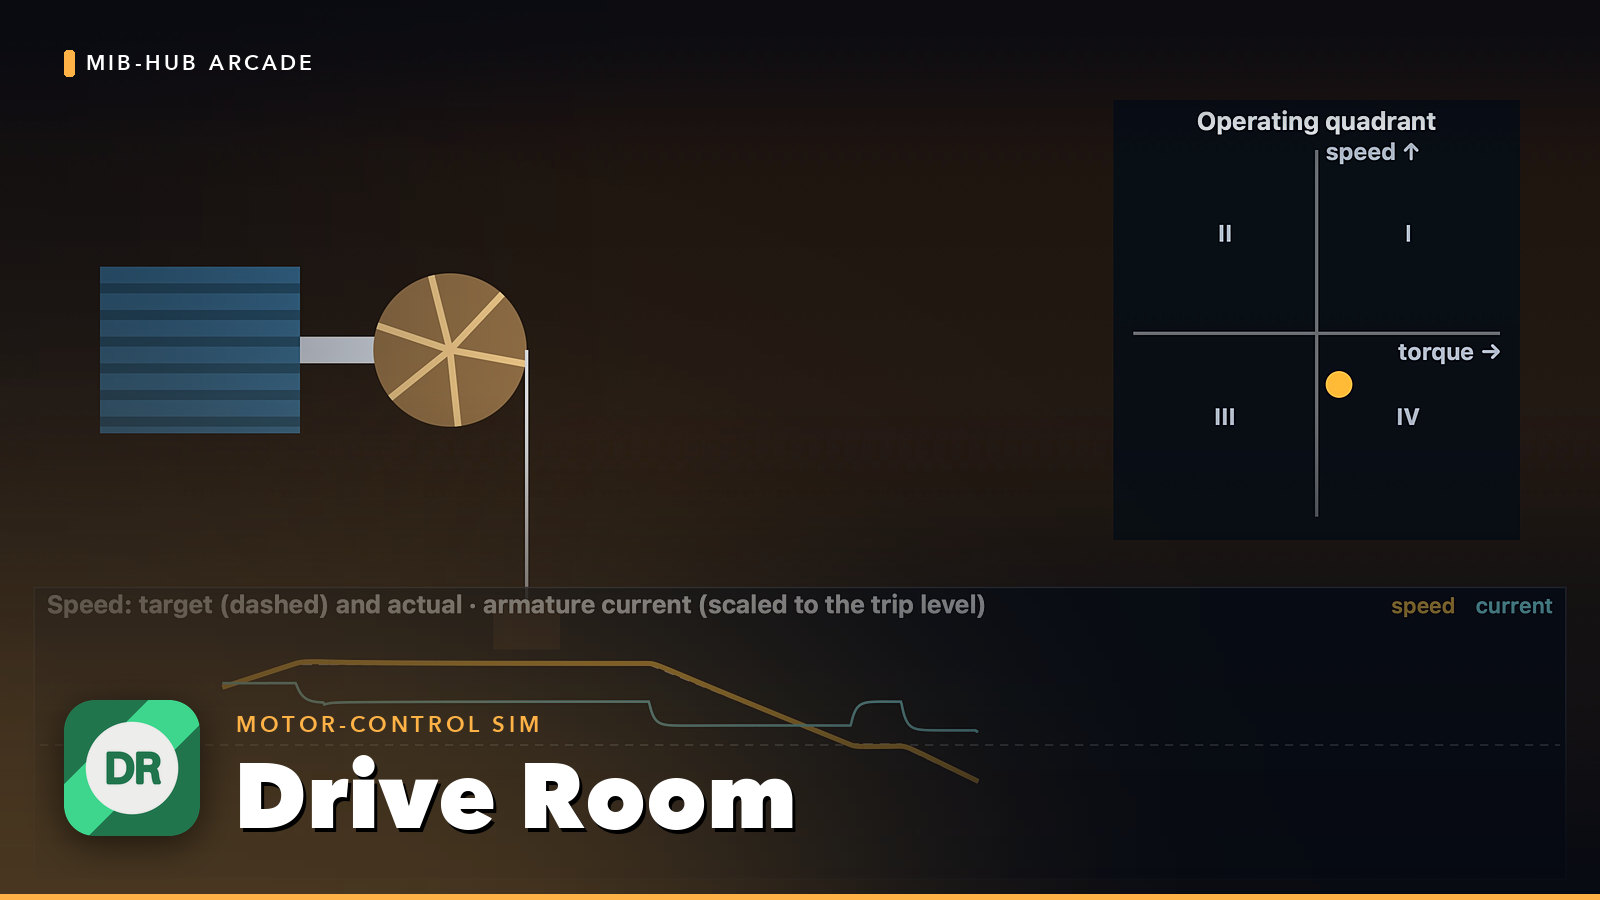 MIB-HUB ARCADE
Operating quadrant
speed ↑
II
I
torque →
III
IV
Speed: target (dashed) and actual · armature current (scaled to the trip level)
speed current
DR
MOTOR-CONTROL SIM
Drive Room